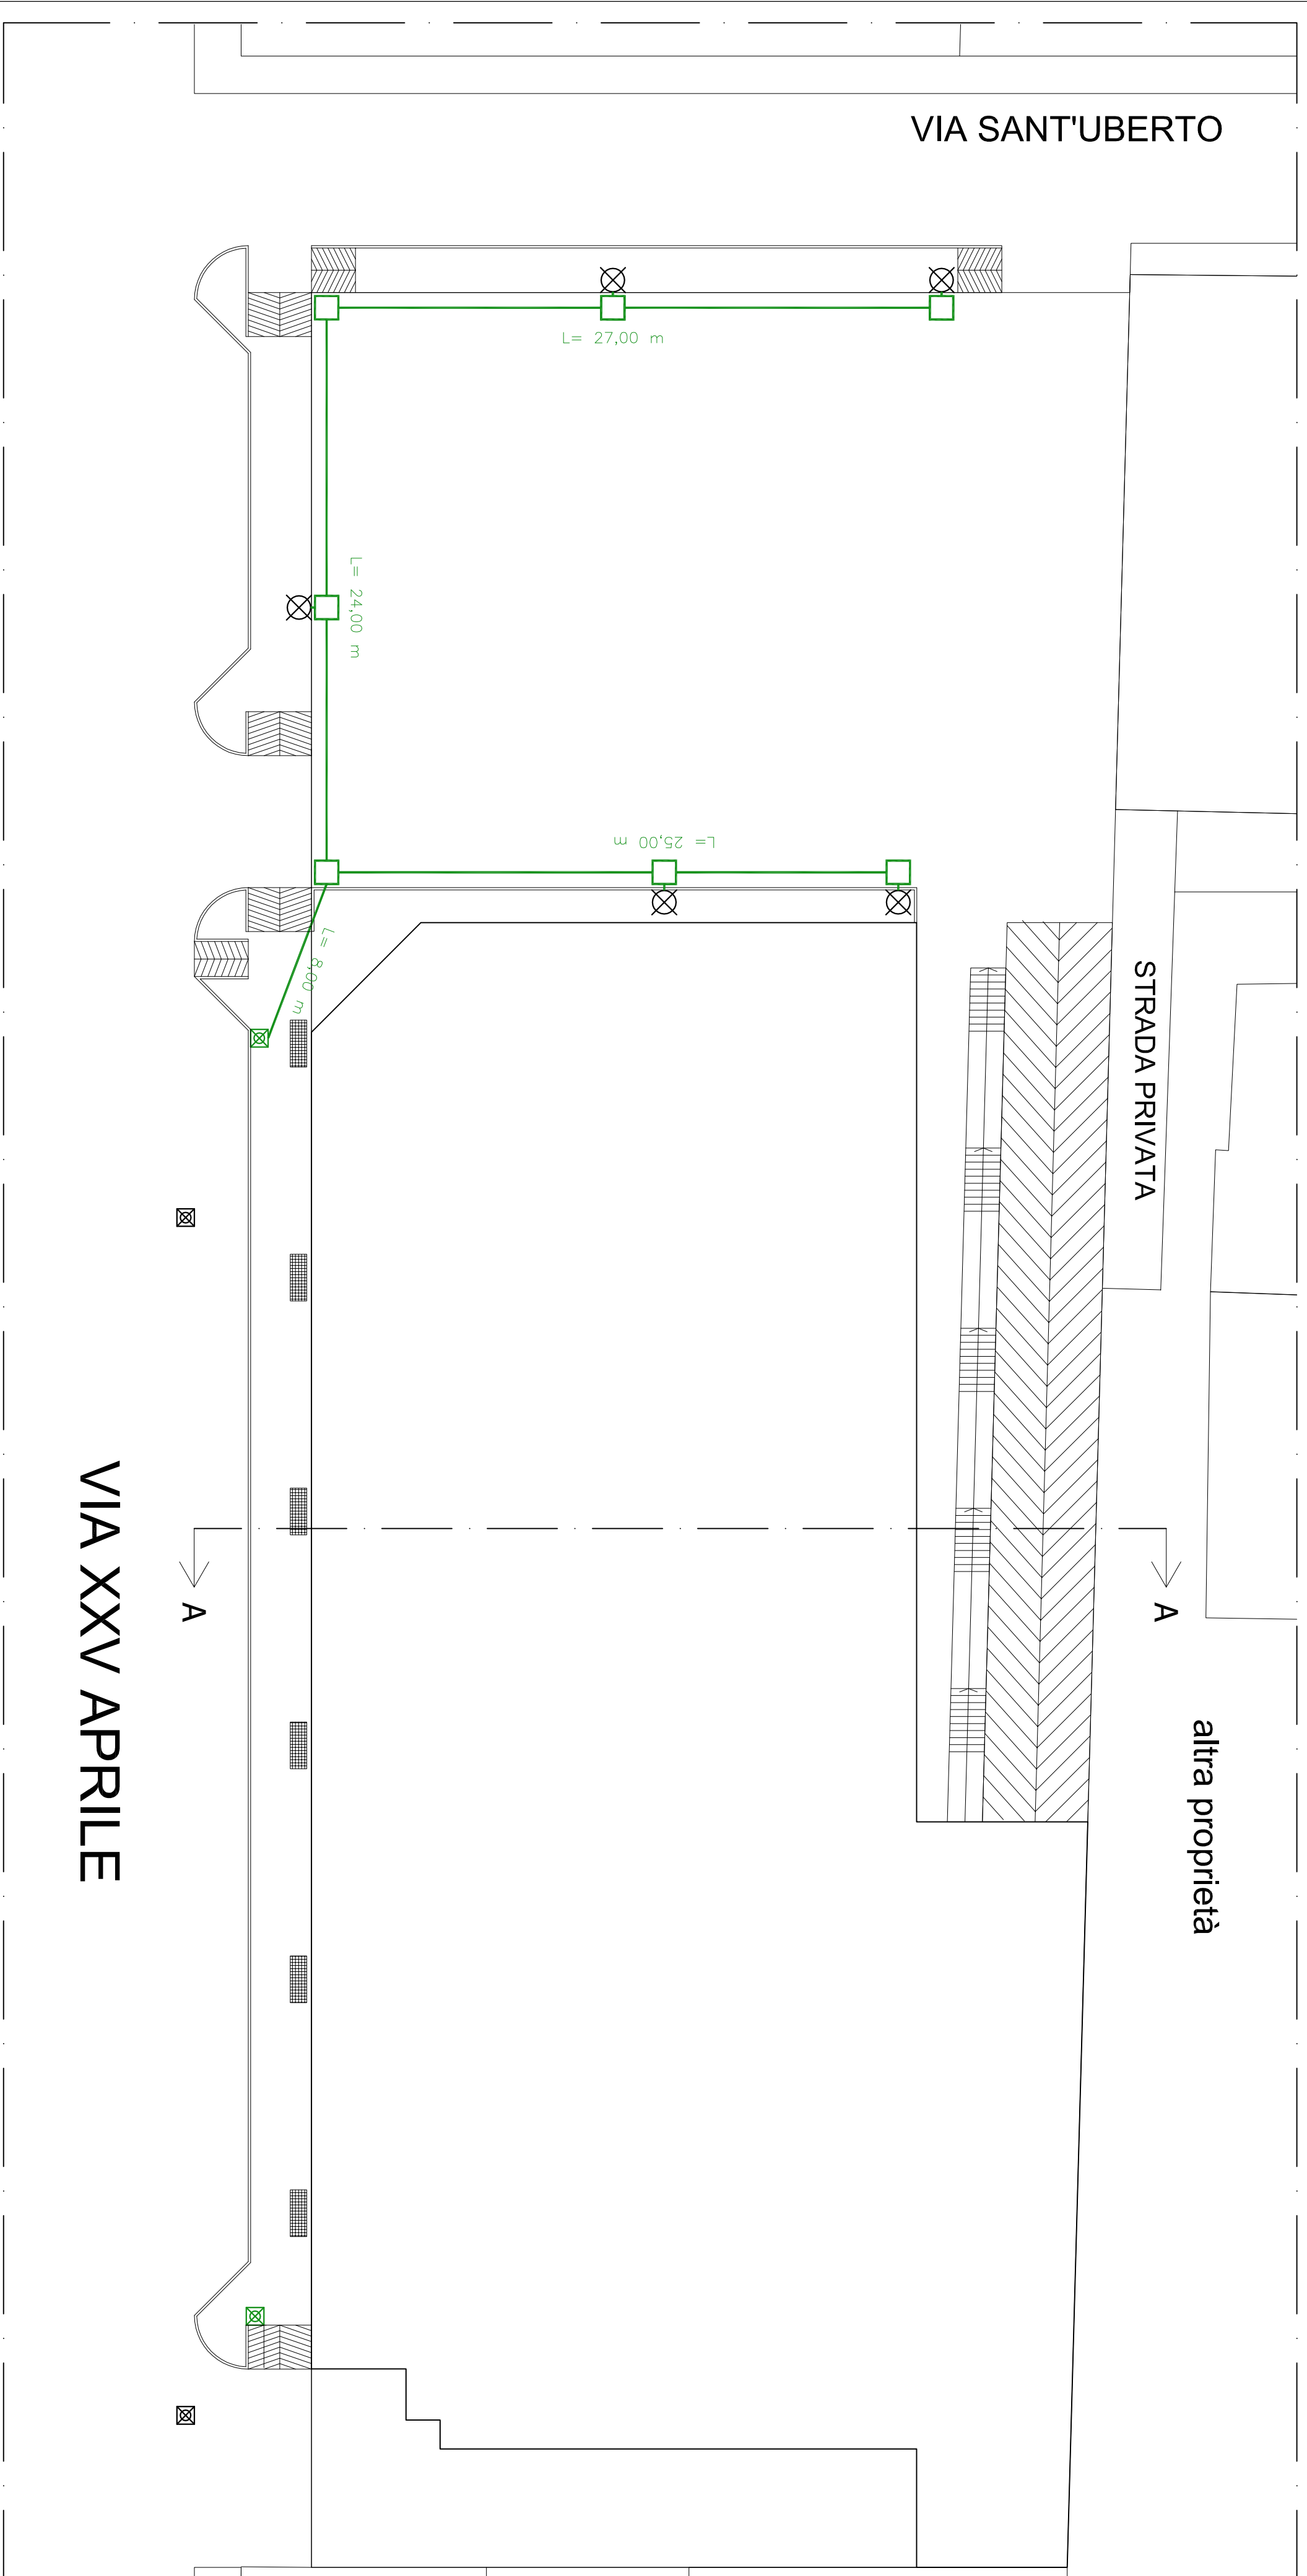 VIA SANT'UBERTO
L= 27,00 m
L= 24,00 m
L= 25,00 m
L= 8,00 m
STRADA PRIVATA
VIA XXV APRILE
A
A
altra proprietà